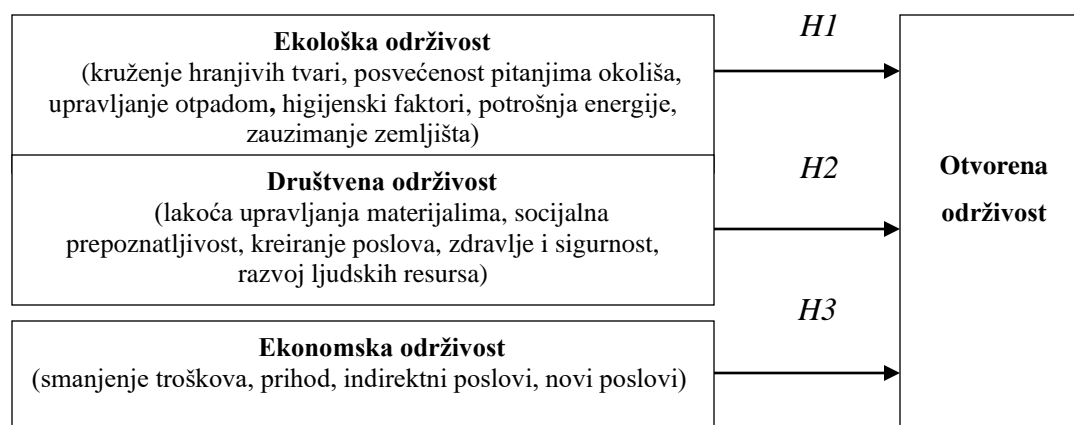 Ekološka održivost
(kruženje hranjivih tvari, posvećenost pitanjima okoliša,
upravljanje otpadom, higijenski faktori, potrošnja energije,
zauzimanje zemljišta)
H1
Društvena održivost
(lakoća upravljanja materijalima, socijalna
prepoznatljivost, kreiranje poslova, zdravlje i sigurnost,
razvoj ljudskih resursa)
H2
Ekonomska održivost
(smanjenje troškova, prihod, indirektni poslovi, novi poslovi)
H3
Otvorena
održivost